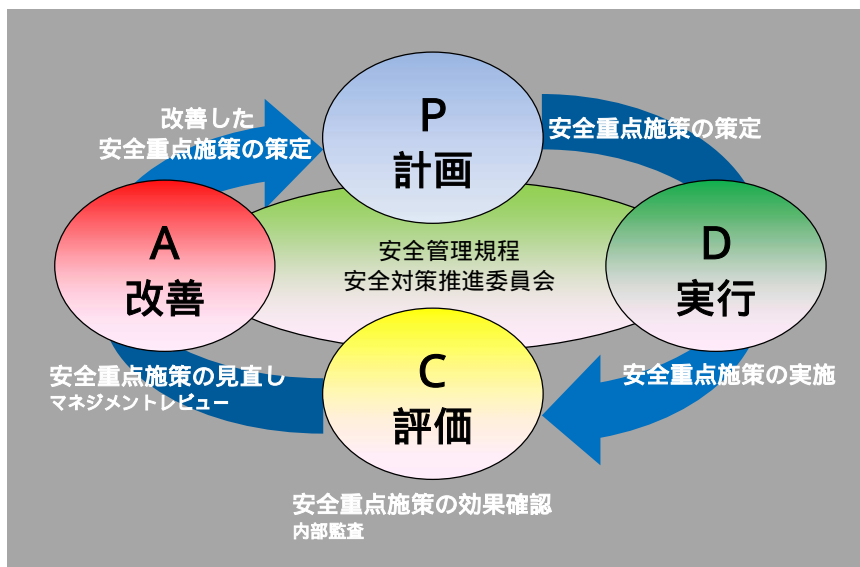 P
計画
安全重点施策の策定
D
実行
安全重点施策の実施
C
評価
安全重点施策の効果確認
内部監査
安全重点施策の見直し
マネジメントレビュー
A
改善
改善した
安全重点施策の策定
安全管理規程
安全対策推進委員会